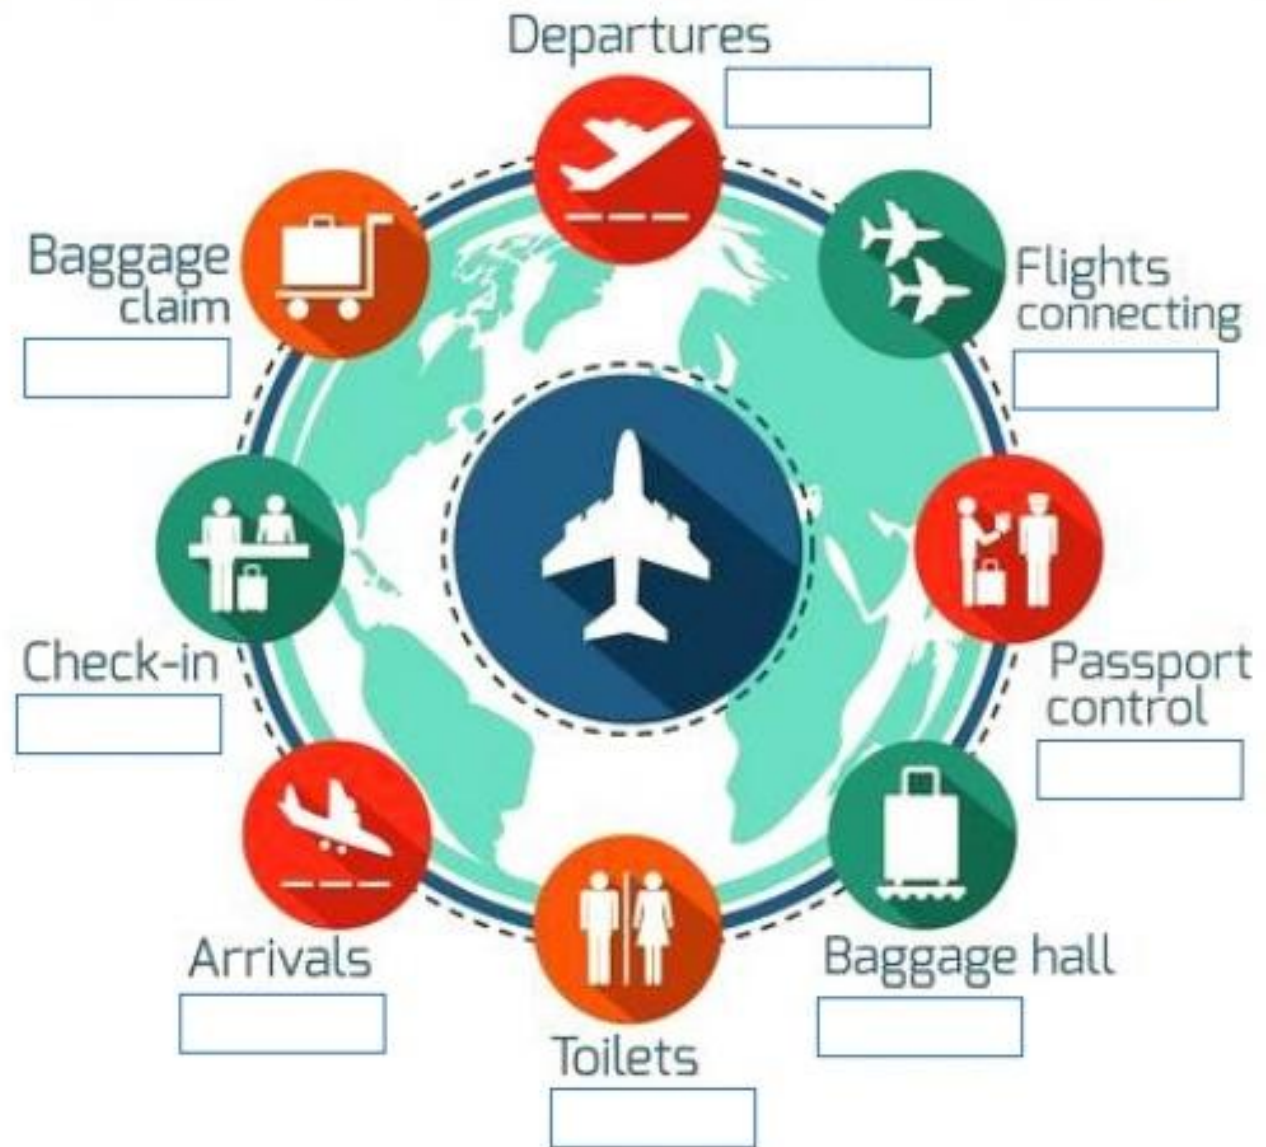 Departures
Baggage
claim
Flights
connecting
Check-in
Passport
control
Arrivals
Baggage hall
Toilets